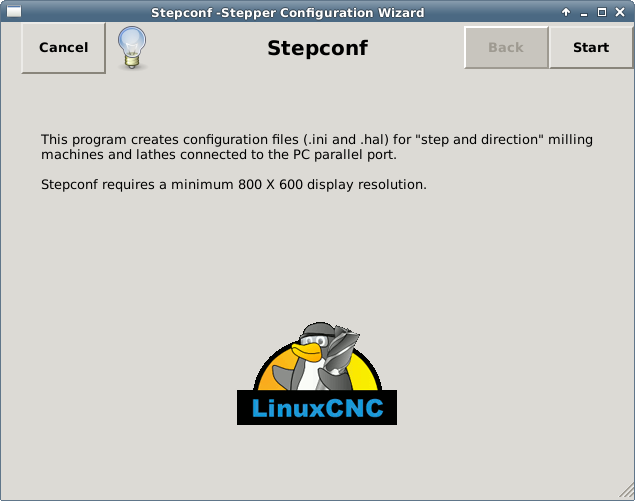 Stepconf -Stepper Configuration Wizard
Cancel
Stepconf
Back
Start
This program creates configuration files (.ini and .hal) for "step and direction" milling
machines and lathes connected to the PC parallel port.
Stepconf requires a minimum 800 X 600 display resolution.
LinuxCNC